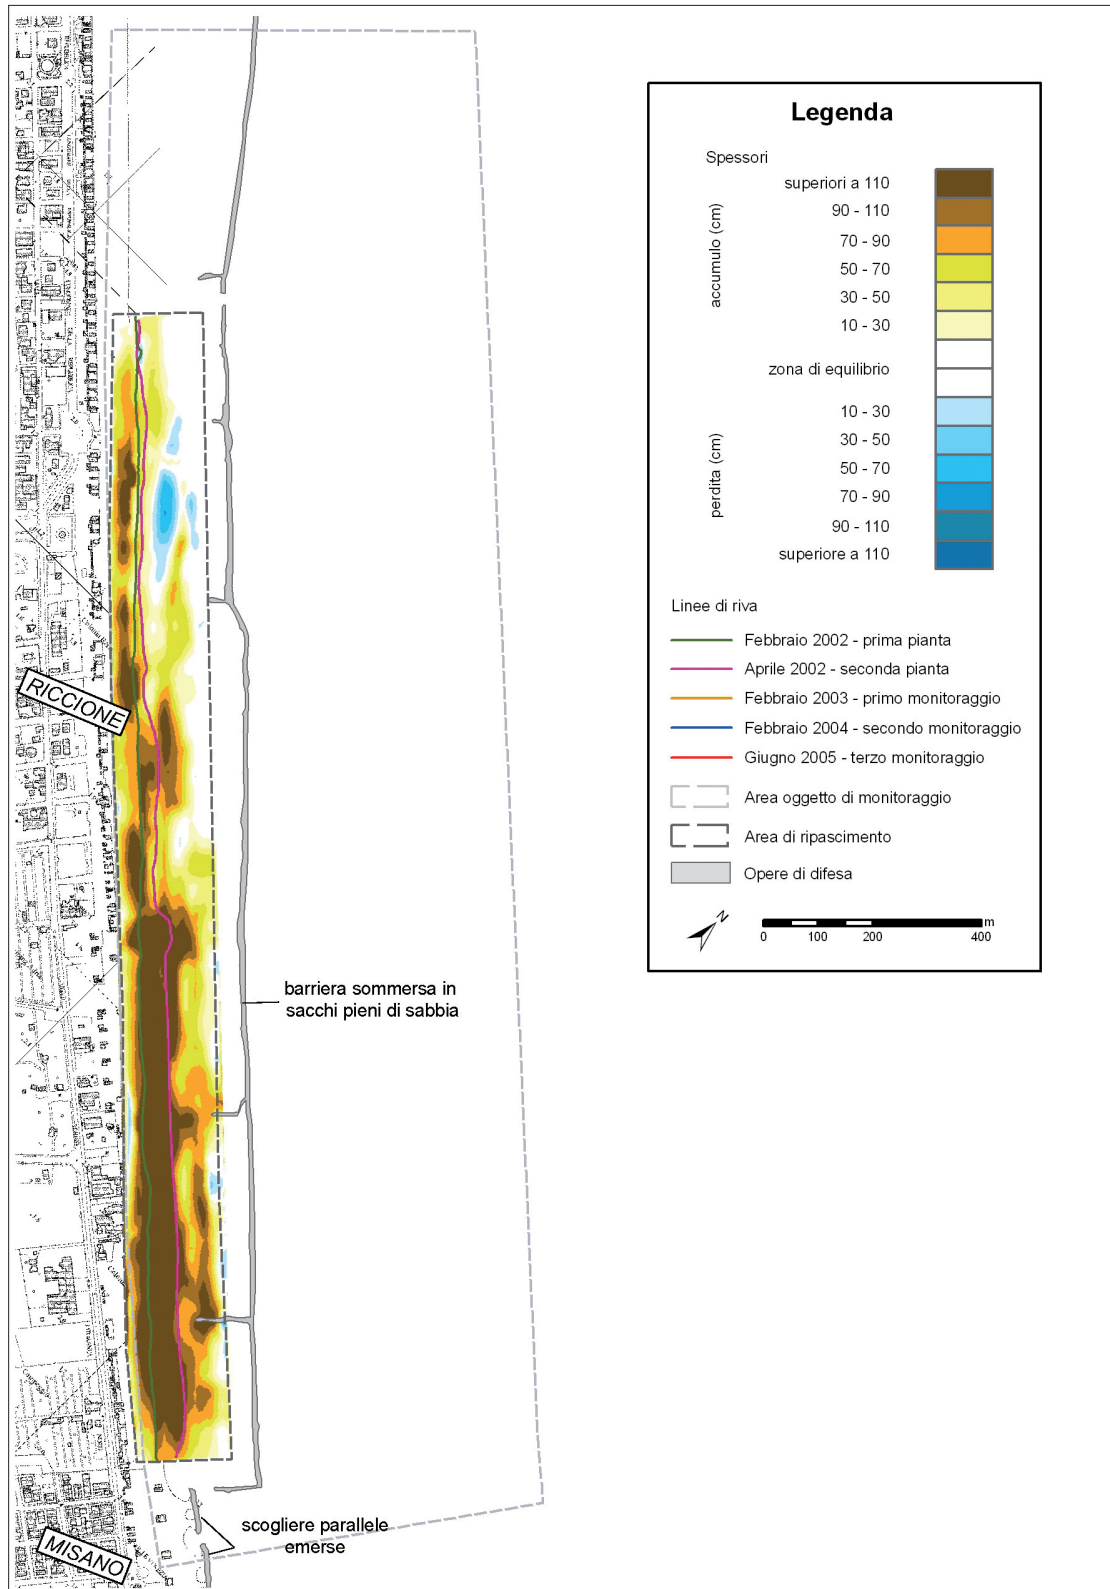 Legenda
Spessori
accumulo (cm)
superiori a 110
90 - 110
70 - 90
50 - 70
30 - 50
10 - 30
zona di equilibrio
perdita (cm)
10 - 30
30 - 50
50 - 70
70 - 90
90 - 110
superiore a 110
Linee di riva
Febbraio 2002 - prima pianta
Aprile 2002 - seconda pianta
Febbraio 2003 - primo monitoraggio
Febbraio 2004 - secondo monitoraggio
Giugno 2005 - terzo monitoraggio
Area oggetto di monitoraggio
Area di ripascimento
Opere di difesa
N
m
0 100 200 400
RICCIONE
barriera sommersa in
sacchi pieni di sabbia
scogliere parallele
emerse
MISANO